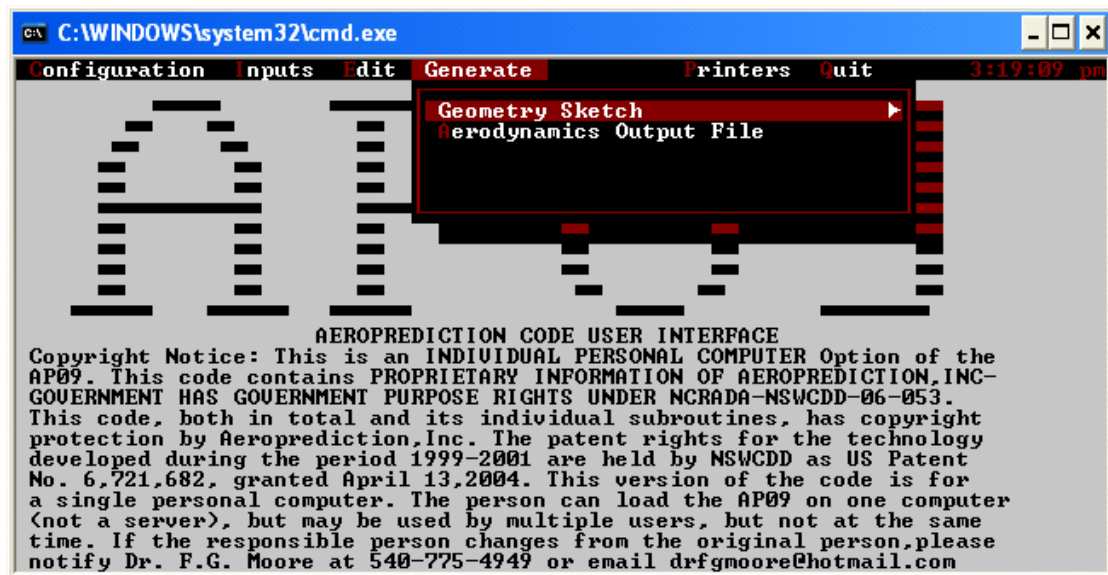 C:\WINDOWS\system32\cmd.exe
Configuration Inputs Edit Generate Printers Quit 3:19:09 pm
Geometry Sketch
Aerodynamics Output File
AEROPREDICTION CODE USER INTERFACE
Copyright Notice: This is an INDIVIDUAL PERSONAL COMPUTER Option of the
AP09. This code contains PROPRIETARY INFORMATION OF AEROPREDICTION,INC-
GOVERNMENT HAS GOVERNMENT PURPOSE RIGHTS UNDER NCRADA-NSWCDD-06-053.
This code, both in total and its individual subroutines, has copyright
protection by Aeroprediction,Inc. The patent rights for the technology
developed during the period 1999-2001 are held by NSWCDD as US Patent
No. 6,721,682, granted April 13,2004. This version of the code is for
a single personal computer. The person can load the AP09 on one computer
(not a server), but may be used by multiple users, but not at the same
time. If the responsible person changes from the original person,please
notify Dr. F.G. Moore at 540-775-4949 or email drfgmoore@hotmail.com